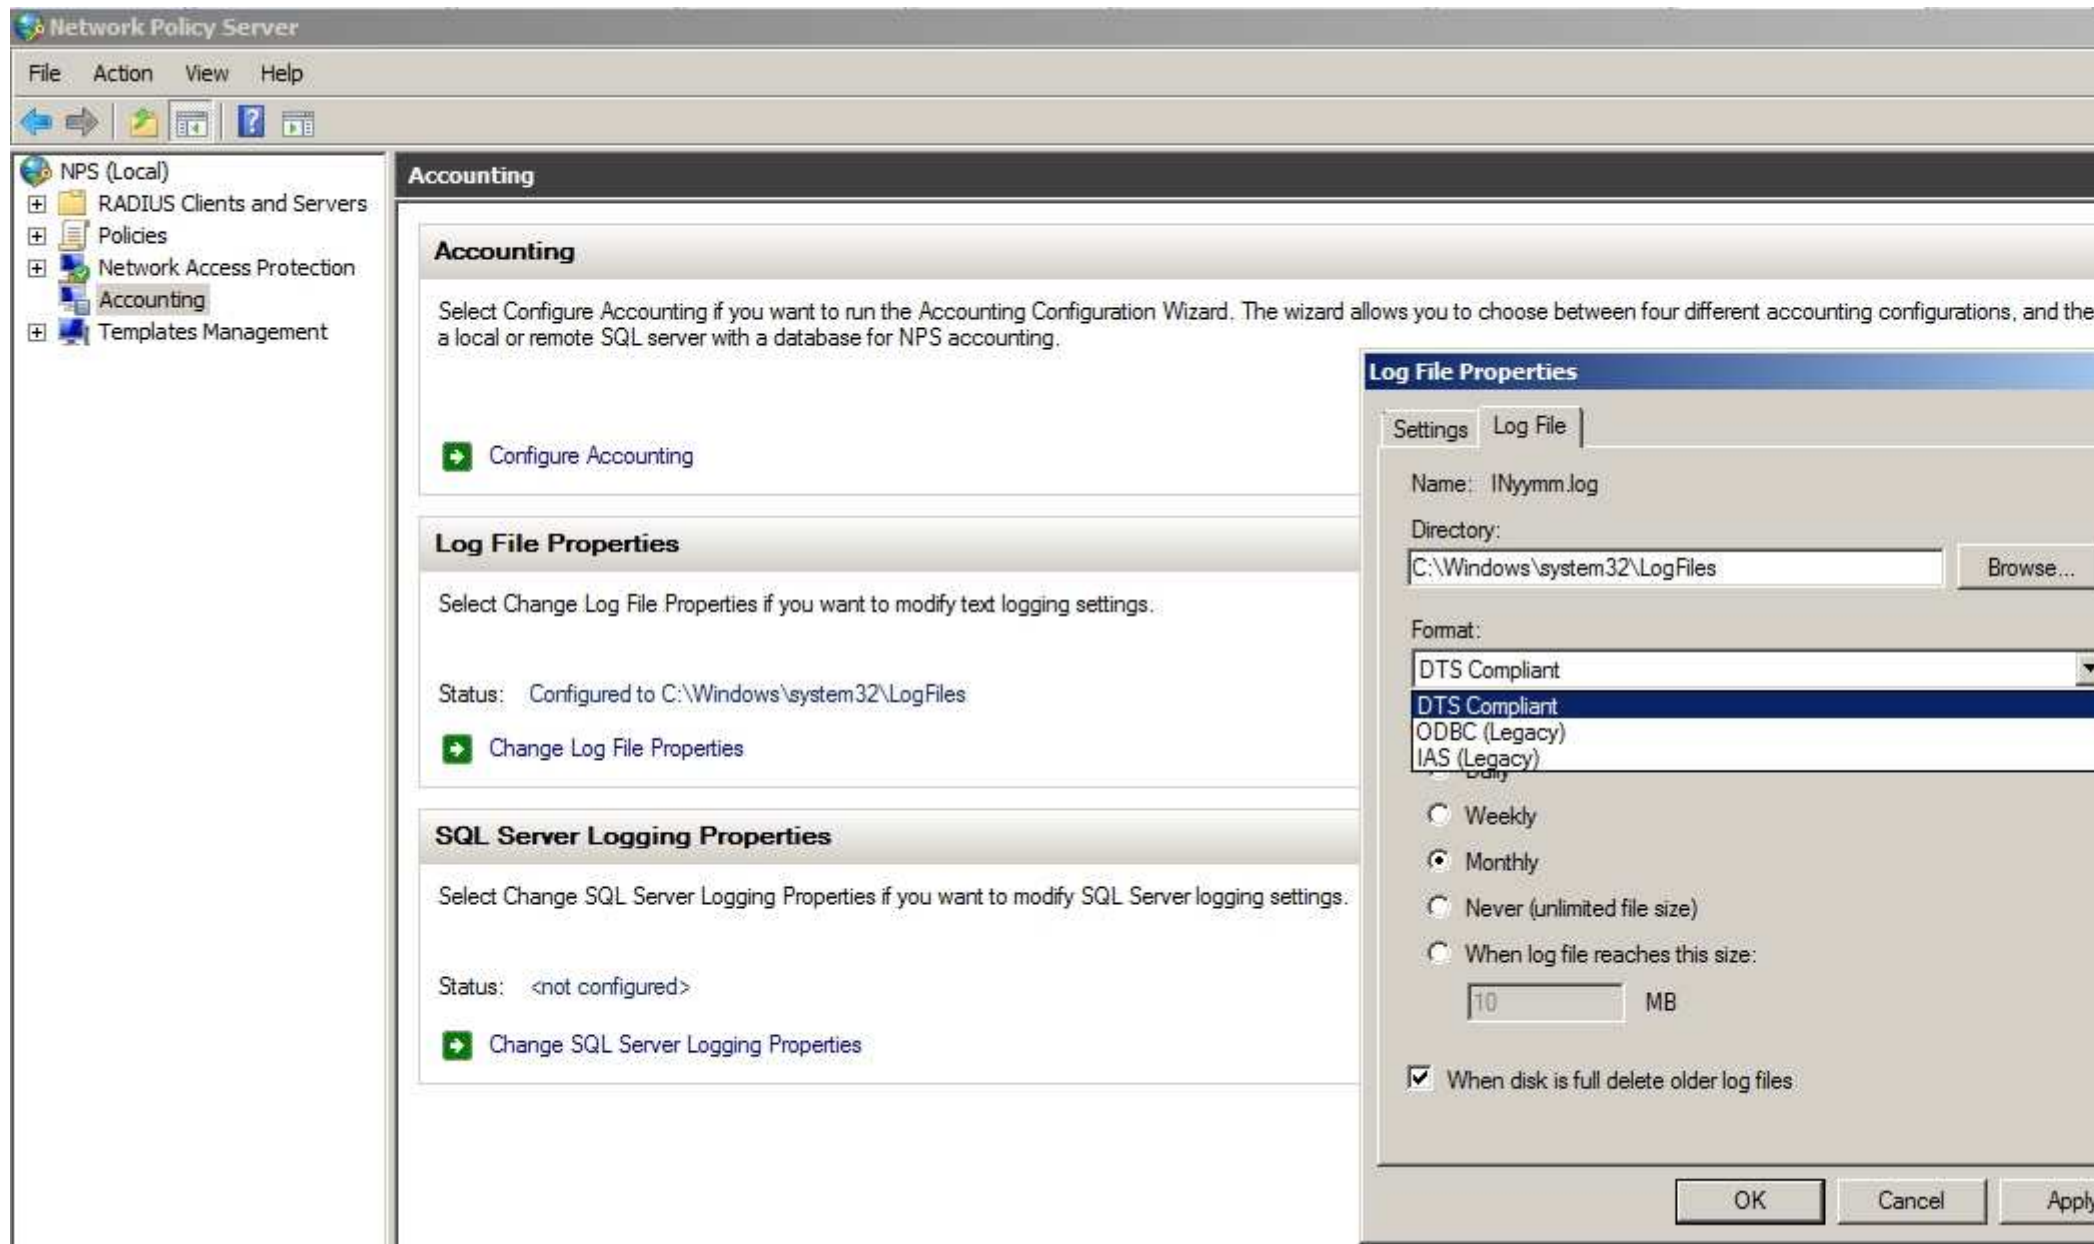 Network Policy Server
File Action View Help
NPS (Local)
RADIUS Clients and Servers
Policies
Network Access Protection
Accounting
Templates Management
Accounting
Accounting
Select Configure Accounting if you want to run the Accounting Configuration Wizard. The wizard allows you to choose between four different accounting configurations, and the
a local or remote SQL server with a database for NPS accounting.
Configure Accounting
Log File Properties
Select Change Log File Properties if you want to modify text logging settings.
Status: Configured to C:\Windows\system32\LogFiles
Change Log File Properties
SQL Server Logging Properties
Select Change SQL Server Logging Properties if you want to modify SQL Server logging settings.
Status: <not configured>
Change SQL Server Logging Properties
Log File Properties
Settings Log File
Name: INyymm.log
Directory:
C:\Windows\system32\LogFiles Browse...
Format:
DTS Compliant
DTS Compliant
ODBC (Legacy)
IAS (Legacy)
Daily
Weekly
Monthly
Never (unlimited file size)
When log file reaches this size:
10 MB
When disk is full delete older log files
OK Cancel Apply